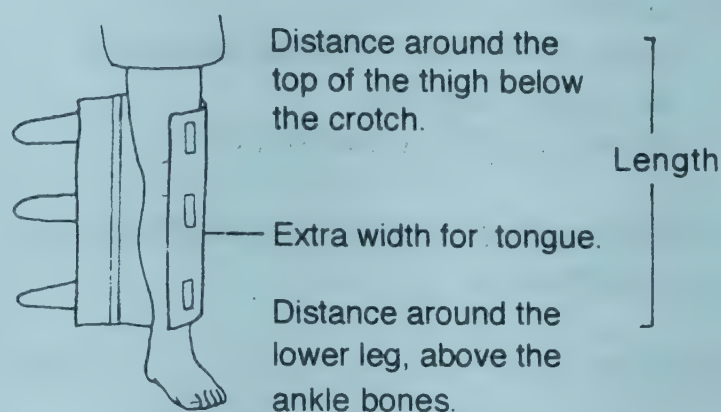 Distance around the
top of the thigh below
the crotch.
Length
Extra width for tongue.
Distance around the
lower leg, above the
ankle bones.